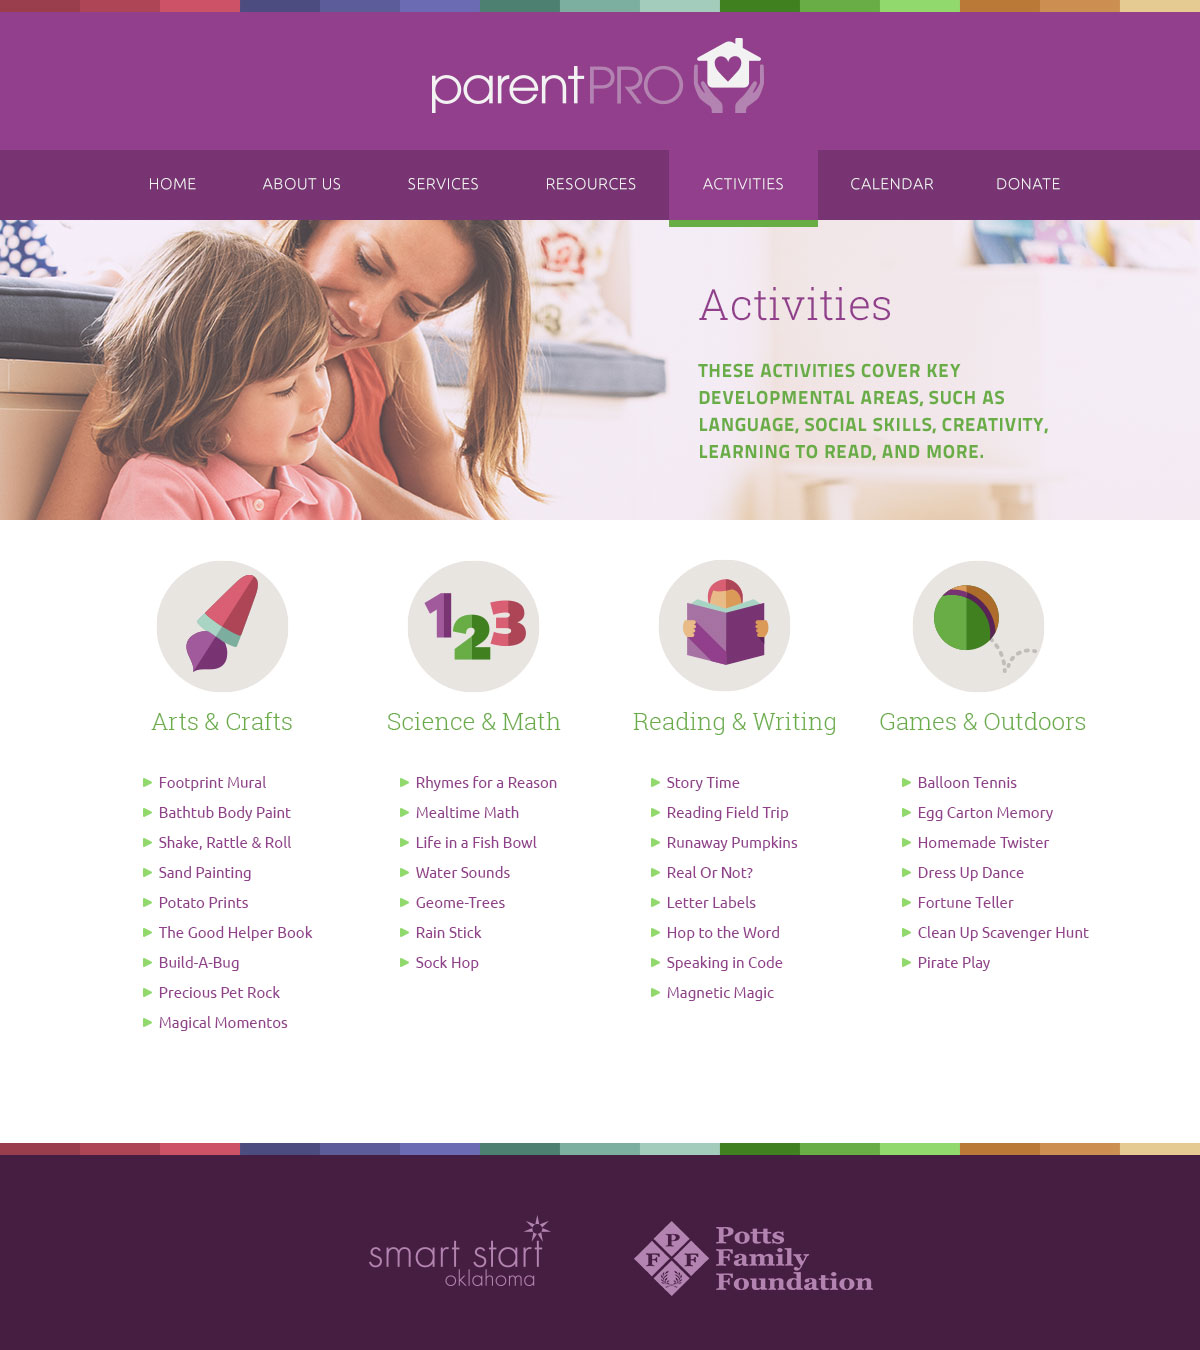 parentPRO
HOME
ABOUT US
SERVICES
RESOURCES
ACTIVITIES
CALENDAR
DONATE
Activities
THESE ACTIVITIES COVER KEY
DEVELOPMENTAL AREAS, SUCH AS
LANGUAGE, SOCIAL SKILLS, CREATIVITY,
LEARNING TO READ, AND MORE.
123
Arts & Crafts
Footprint Mural
Bathtub Body Paint
Shake, Rattle & Roll
Sand Painting
Potato Prints
The Good Helper Book
Build-A-Bug
Precious Pet Rock
Magical Momentos
Science & Math
Rhymes for a Reason
Mealtime Math
Life in a Fish Bowl
Water Sounds
Geome-Trees
Rain Stick
Sock Hop
Reading & Writing
Story Time
Reading Field Trip
Runaway Pumpkins
Real Or Not?
Letter Labels
Hop to the Word
Speaking in Code
Magnetic Magic
Games & Outdoors
Balloon Tennis
Egg Carton Memory
Homemade Twister
Dress Up Dance
Fortune Teller
Clean Up Scavenger Hunt
Pirate Play
smart start
oklahoma
P
F F
Potts
Family
Foundation